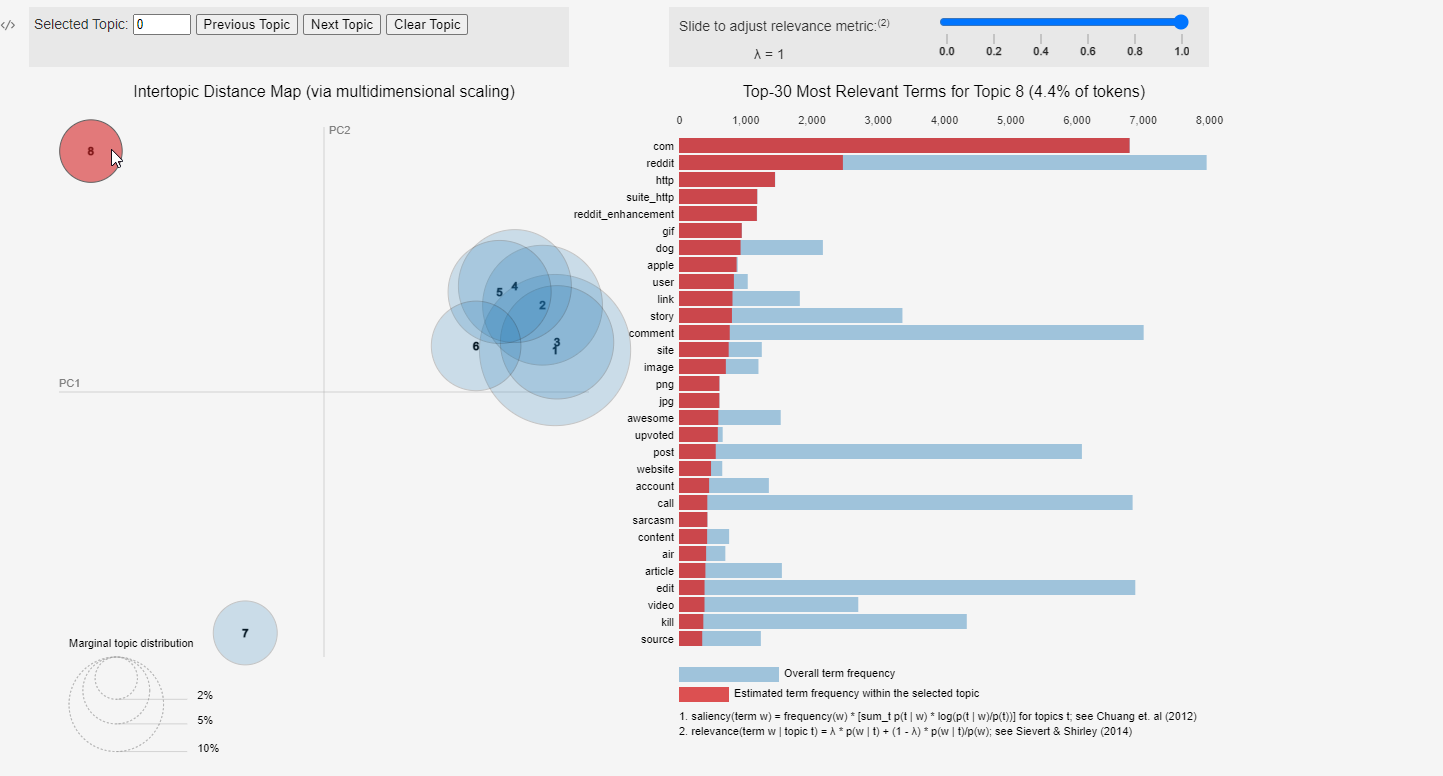 </>
Selected Topic: 0 Previous Topic Next Topic Clear Topic
Slide to adjust relevance metric:(2)
λ = 1
0.0 0.2 0.4 0.6 0.8 1.0
Intertopic Distance Map (via multidimensional scaling)
PC2
PC1
8
5
4
2
3
1
6
7
Marginal topic distribution
2%
5%
10%
Top-30 Most Relevant Terms for Topic 8 (4.4% of tokens)
0 1,000 2,000 3,000 4,000 5,000 6,000 7,000 8,000
com
reddit
http
suite_http
reddit_enhancement
gif
dog
apple
user
link
story
comment
site
image
png
jpg
awesome
upvoted
post
website
account
call
sarcasm
content
air
article
edit
video
kill
source
Overall term frequency
Estimated term frequency within the selected topic
1. saliency(term w) = frequency(w) * [sum_t p(t | w) * log(p(t | w)/p(t))] for topics t; see Chuang et. al (2012)
2. relevance(term w | topic t) = λ * p(w | t) + (1 - λ) * p(w | t)/p(w); see Sievert & Shirley (2014)